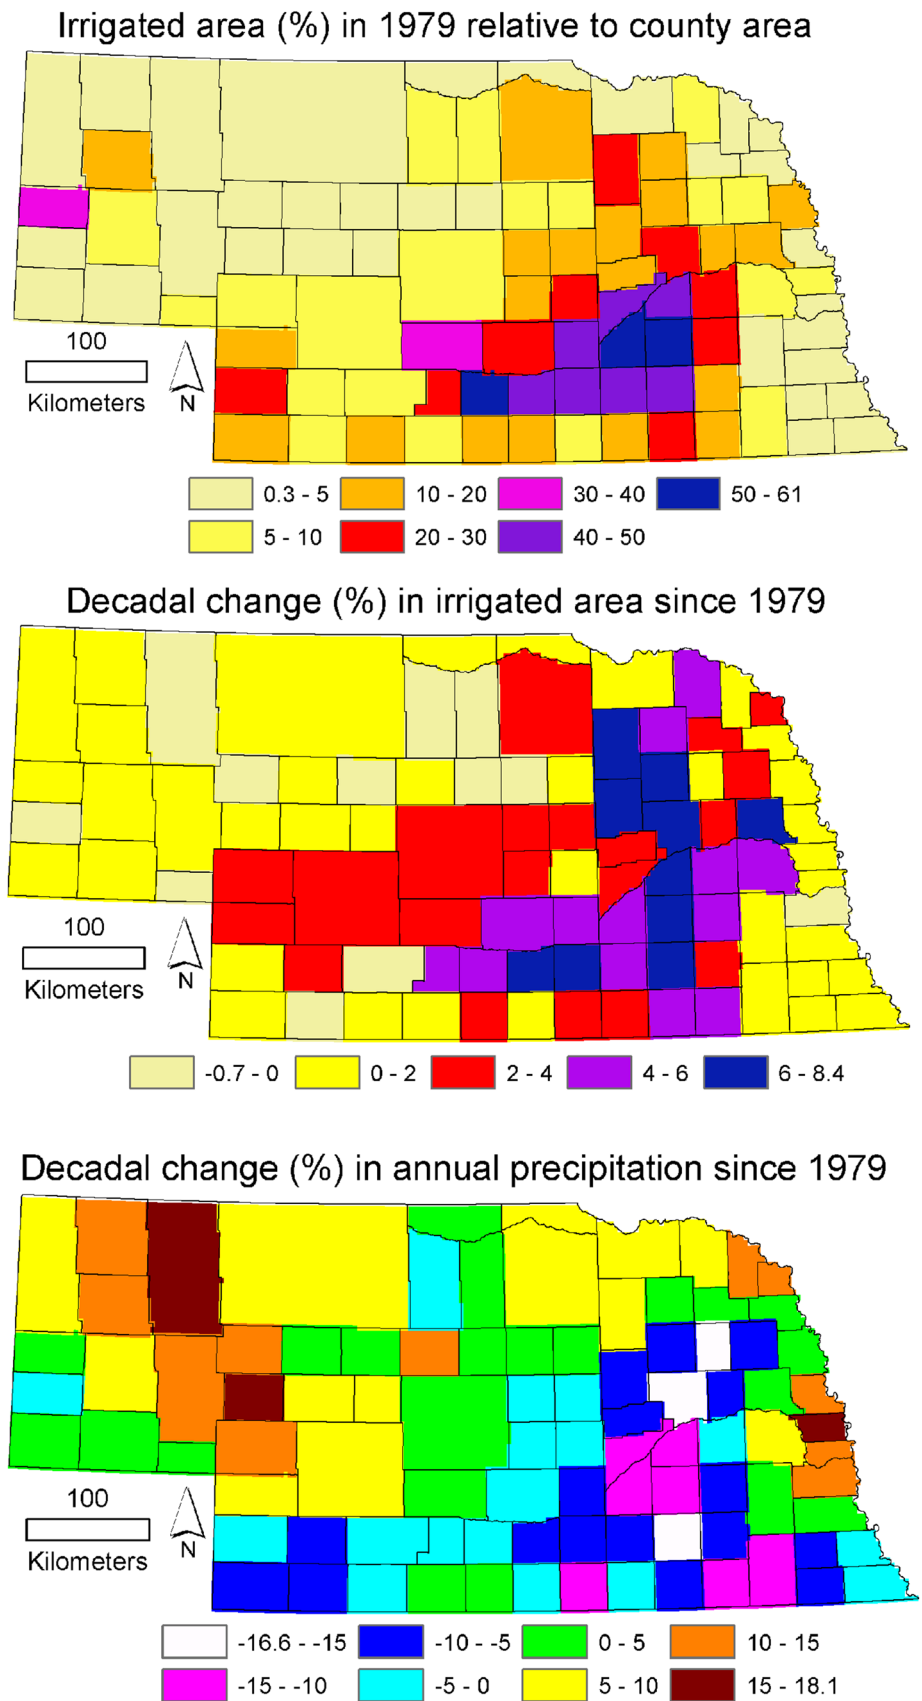 Irrigated area (%) in 1979 relative to county area
100
Kilometers
N
0.3 - 5
10 - 20
30 - 40
50 - 61
5 - 10
20 - 30
40 - 50
Decadal change (%) in irrigated area since 1979
100
Kilometers
N
-0.7 - 0
0 - 2
2 - 4
4 - 6
6 - 8.4
Decadal change (%) in annual precipitation since 1979
100
Kilometers
N
-16.6 - -15
-10 - -5
0 - 5
10 - 15
-15 - -10
-5 - 0
5 - 10
15 - 18.1